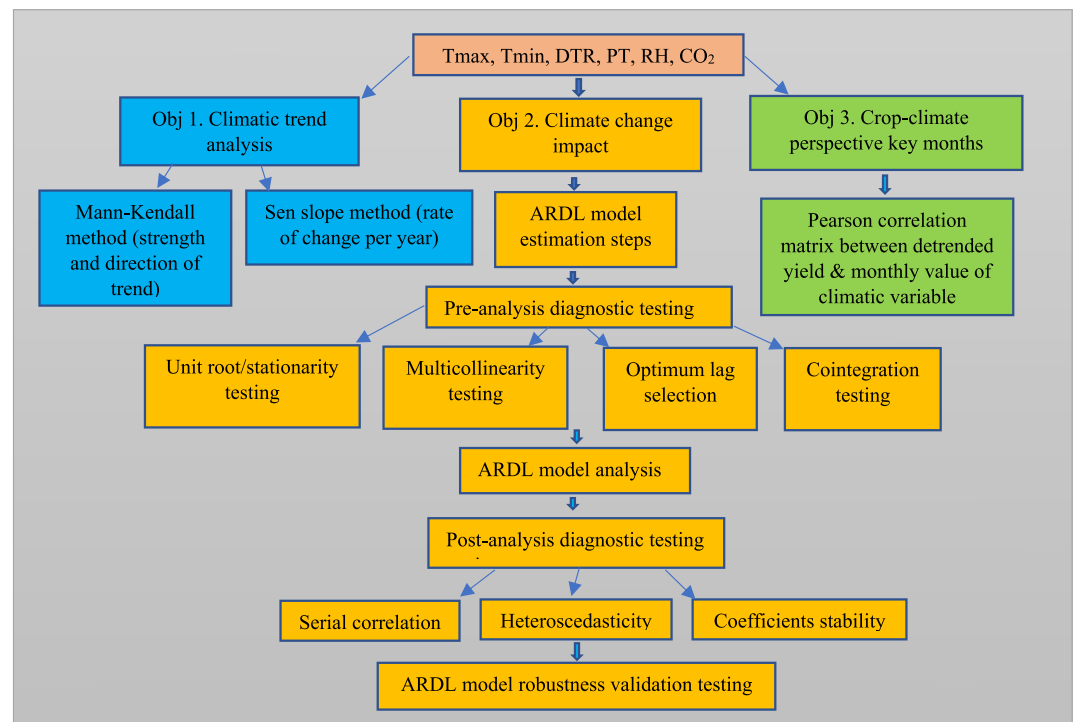 Tmax, Tmin, DTR, PT, RH, CO₂
Obj 1. Climatic trend
analysis
Obj 2. Climate change
impact
Obj 3. Crop-climate
perspective key months
Mann-Kendall
method (strength
and direction of
trend)
Sen slope method (rate
of change per year)
ARDL model
estimation steps
Pearson correlation
matrix between detrended
yield & monthly value of
climatic variable
Pre-analysis diagnostic testing
Unit root/stationarity
testing
Multicollinearity
testing
Optimum lag
selection
Cointegration
testing
ARDL model analysis
Post-analysis diagnostic testing
Serial correlation
Heteroscedasticity
Coefficients stability
ARDL model robustness validation testing